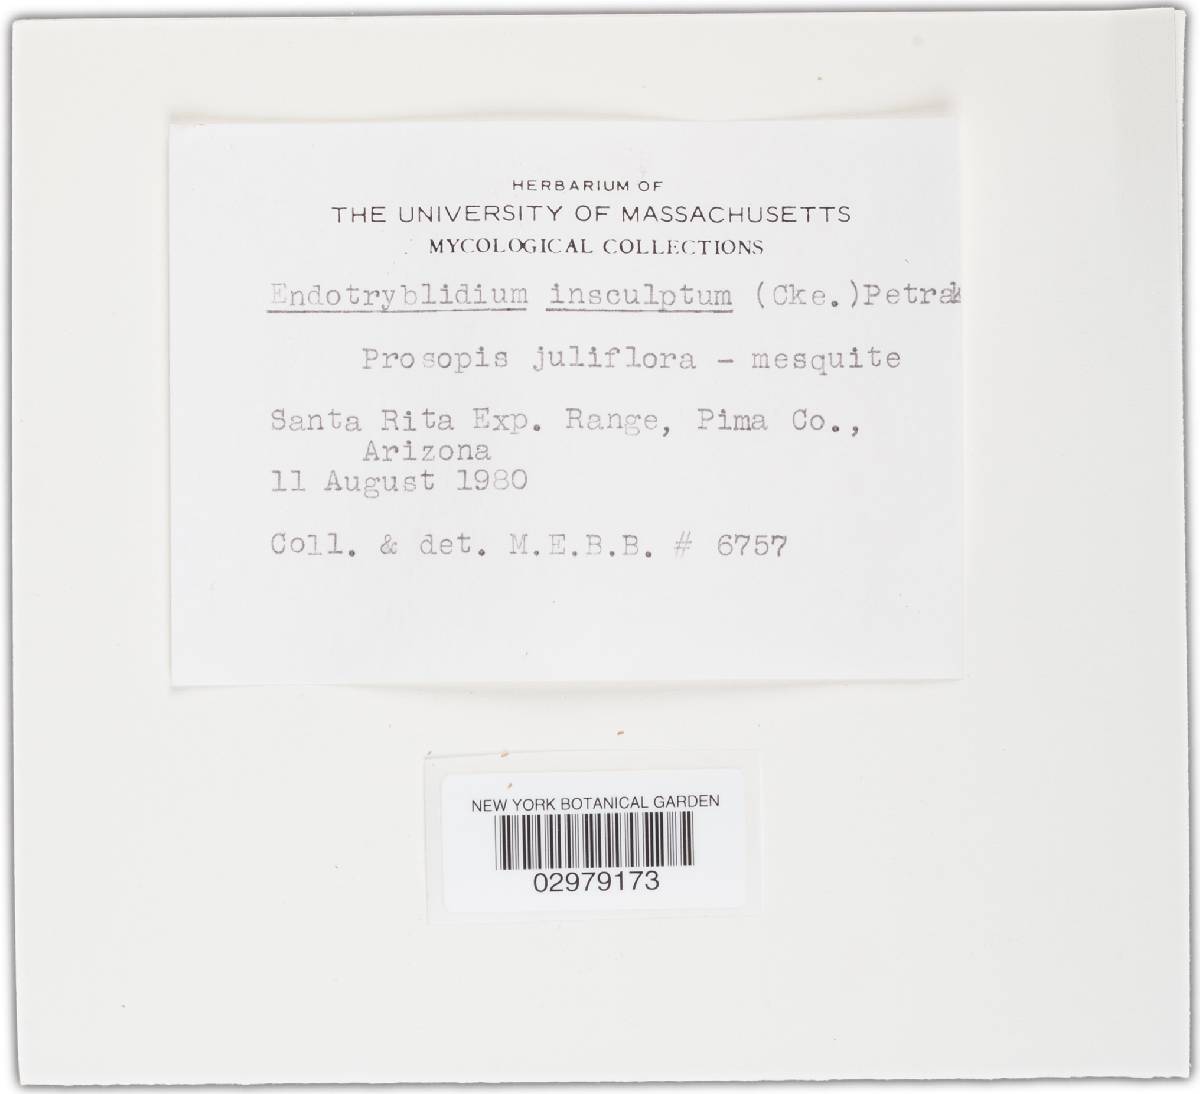 HERBARIUM OF
THE UNIVERSITY OF MASSACHUSETTS
MYCOLOGICAL COLLECTIONS
Endotryblidium insculptum (Cke.)Petrak
Prosopis juliflora - mesquite
Santa Rita Exp. Range, Pima Co.,
Arizona
11 August 1980
Coll. & det. M.E.B.B. # 6757
NEW YORK BOTANICAL GARDEN
02979173